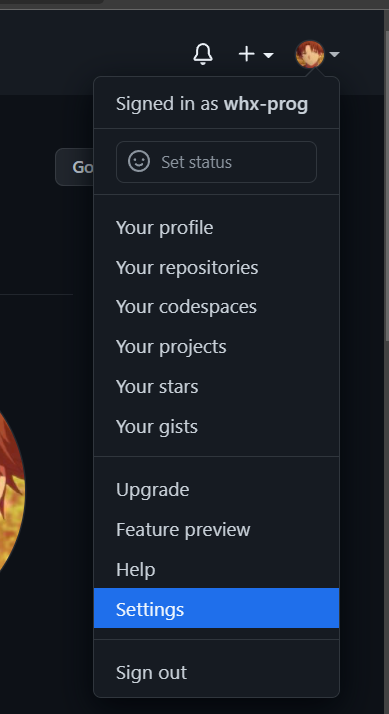 Signed in as whx-prog
Go
Set status
Your profile
Your repositories
Your codespaces
Your projects
Your stars
Your gists
Upgrade
Feature preview
Help
Settings
Sign out